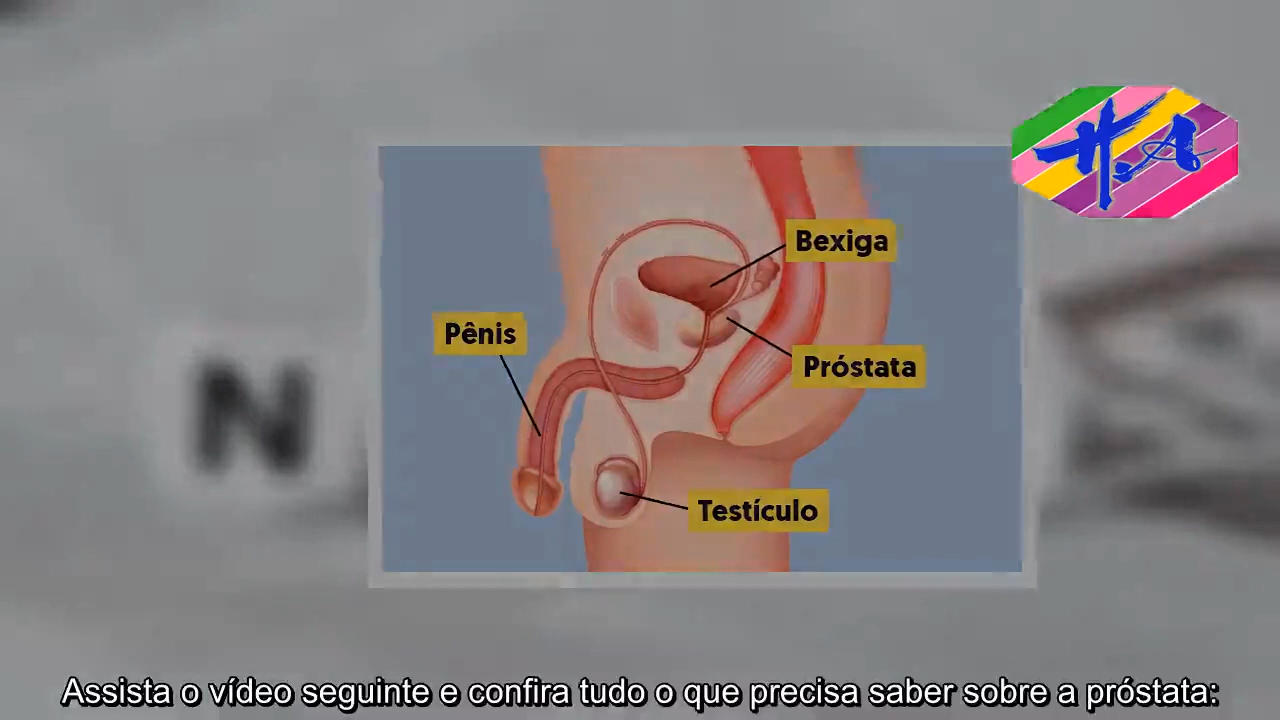 H.A
Bexiga
Pênis
Próstata
Testículo
N
Assista o vídeo seguinte e confira tudo o que precisa saber sobre a próstata: